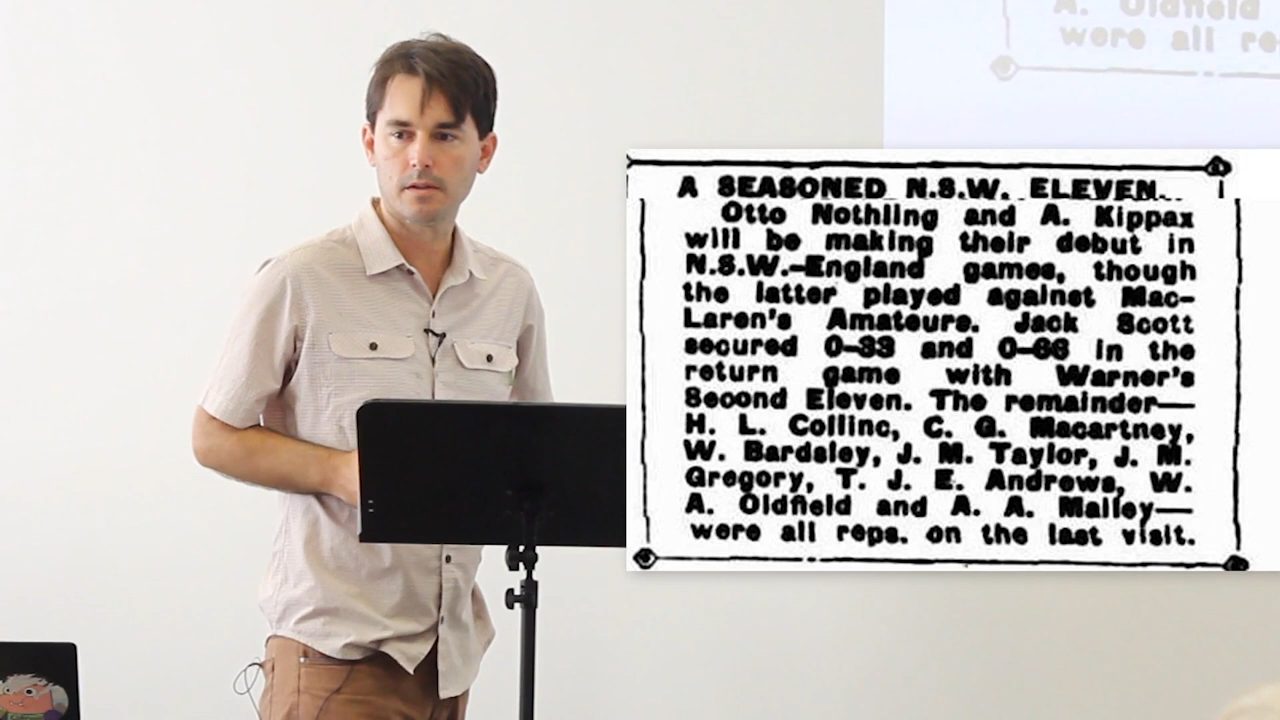 A. Oldfield
were all re
A SEASONED N.S.W. ELEVEN.
Otto Nothling and A. Kippax
will be making their debut in
N.S.W.-England games, though
the latter played against Mac-
Laren's Amateurs. Jack Scott
secured 0-33 and 0-66 in the
return game with Warner's
Second Eleven. The remainder—
H. L. Collinc, C. G. Macartney,
W. Bardsley, J. M. Taylor, J. M.
Gregory, T. J. E. Andrews, W.
A. Oldfield and A. A. Mailey—
were all reps. on the last visit.